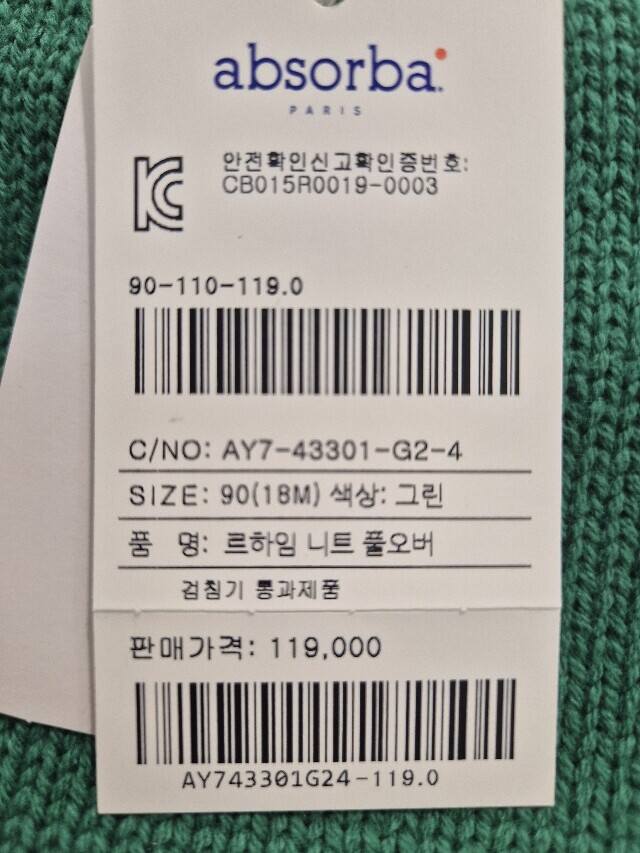 absorba
PARIS
안전확인신고확인증번호:
CB015R0019-0003
90-110-119.0
C/NO: AY7-43301-G2-4
SIZE: 90(18M) 색상: 그린
품 명: 르하임 니트 풀오버
검침기 통과제품
판매가격: 119,000
AY743301G24-119.0